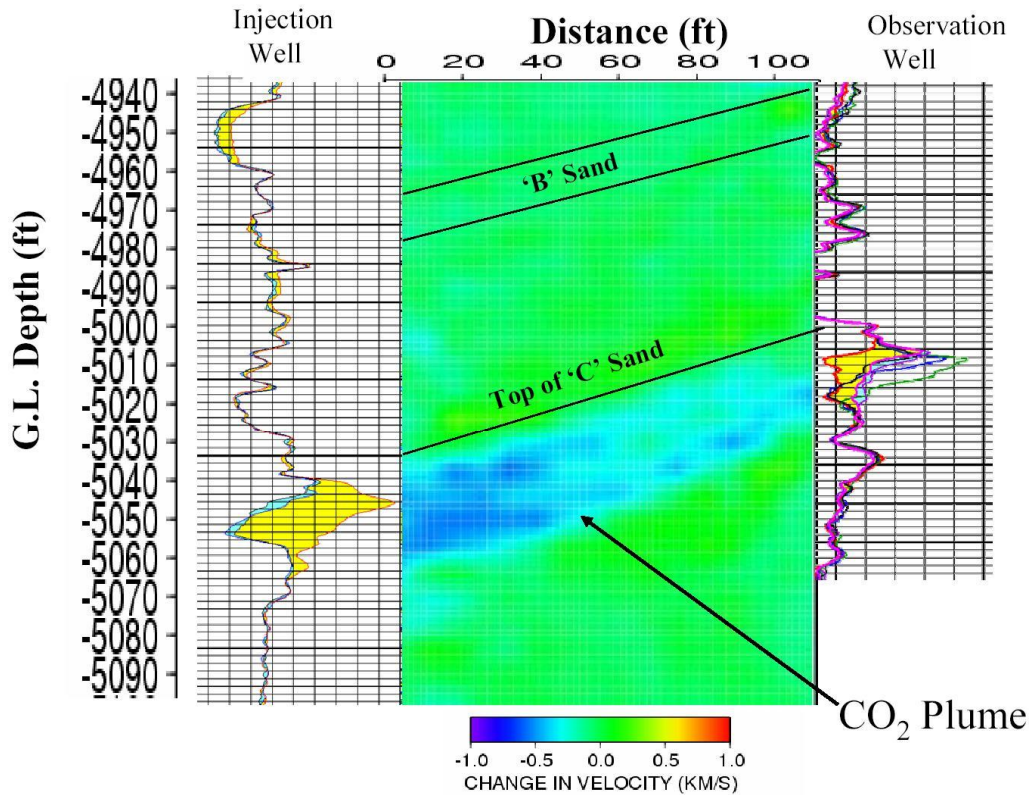 Injection
Well
Distance (ft)
Observation
Well
0 20 40 60 80 100
G.L. Depth (ft)
-4940
-4950
-4960
-4970
-4980
-4990
-5000
-5010
-5020
-5030
-5040
-5050
-5060
-5070
-5080
-5090
‘B’ Sand
Top of ‘C’ Sand
CO₂ Plume
-1.0 -0.5 0.0 0.5 1.0
CHANGE IN VELOCITY (KM/S)